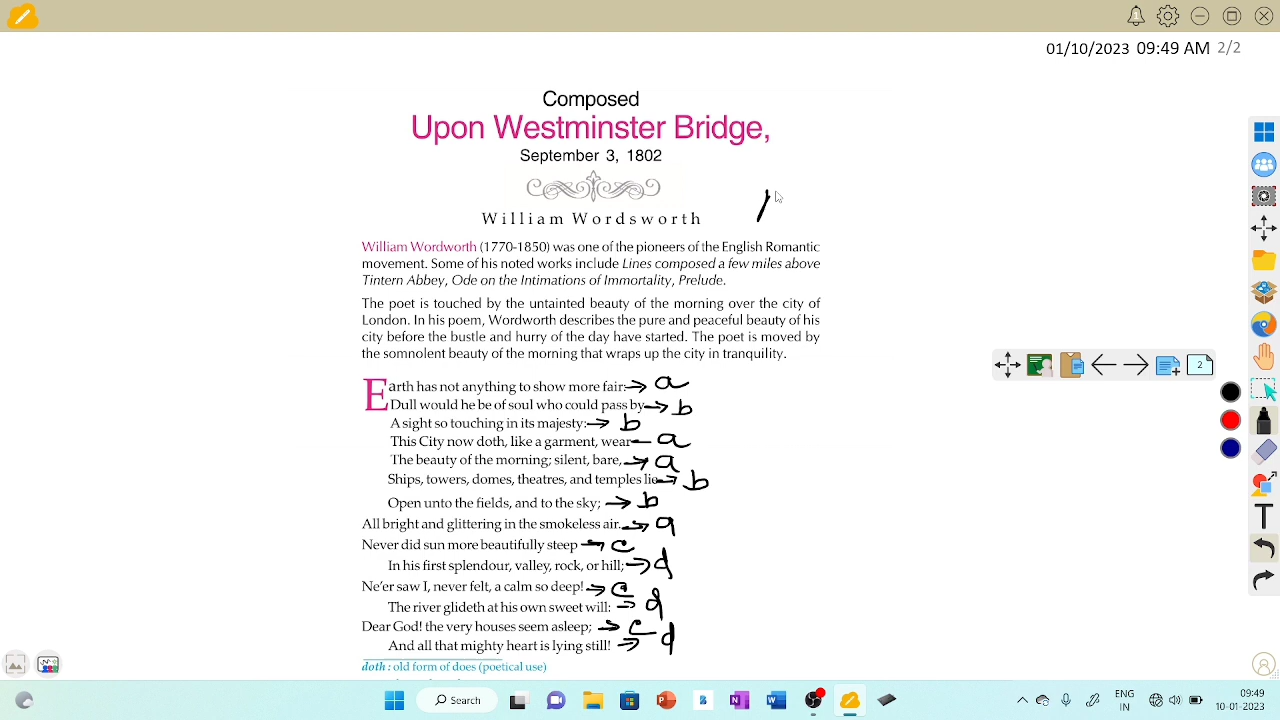 01/10/2023 09:49 AM 2/2
Composed
Upon Westminster Bridge,
September 3, 1802
William Wordsworth
William Wordworth (1770-1850) was one of the pioneers of the English Romantic
movement. Some of his noted works include Lines composed a few miles above
Tintern Abbey, Ode on the Intimations of Immortality, Prelude.
The poet is touched by the untainted beauty of the morning over the city of
London. In his poem, Wordworth describes the pure and peaceful beauty of his
city before the bustle and hurry of the day have started. The poet is moved by
the somnolent beauty of the morning that wraps up the city in tranquility.
Earth has not anything to show more fair: → a
Dull would he be of soul who could pass by → b
A sight so touching in its majesty: → b
This City now doth, like a garment, wear – a
The beauty of the morning; silent, bare, → a
Ships, towers, domes, theatres, and temples lie → b
Open unto the fields, and to the sky; → b
All bright and glittering in the smokeless air. → a
Never did sun more beautifully steep → c
In his first splendour, valley, rock, or hill; → d
Ne'er saw I, never felt, a calm so deep! → c
The river glideth at his own sweet will: → d
Dear God! the very houses seem asleep; → c
And all that mighty heart is lying still! → d
doth : old form of does (poetical use)
2
T
Search
ENG
IN
09:49
10-01-2023